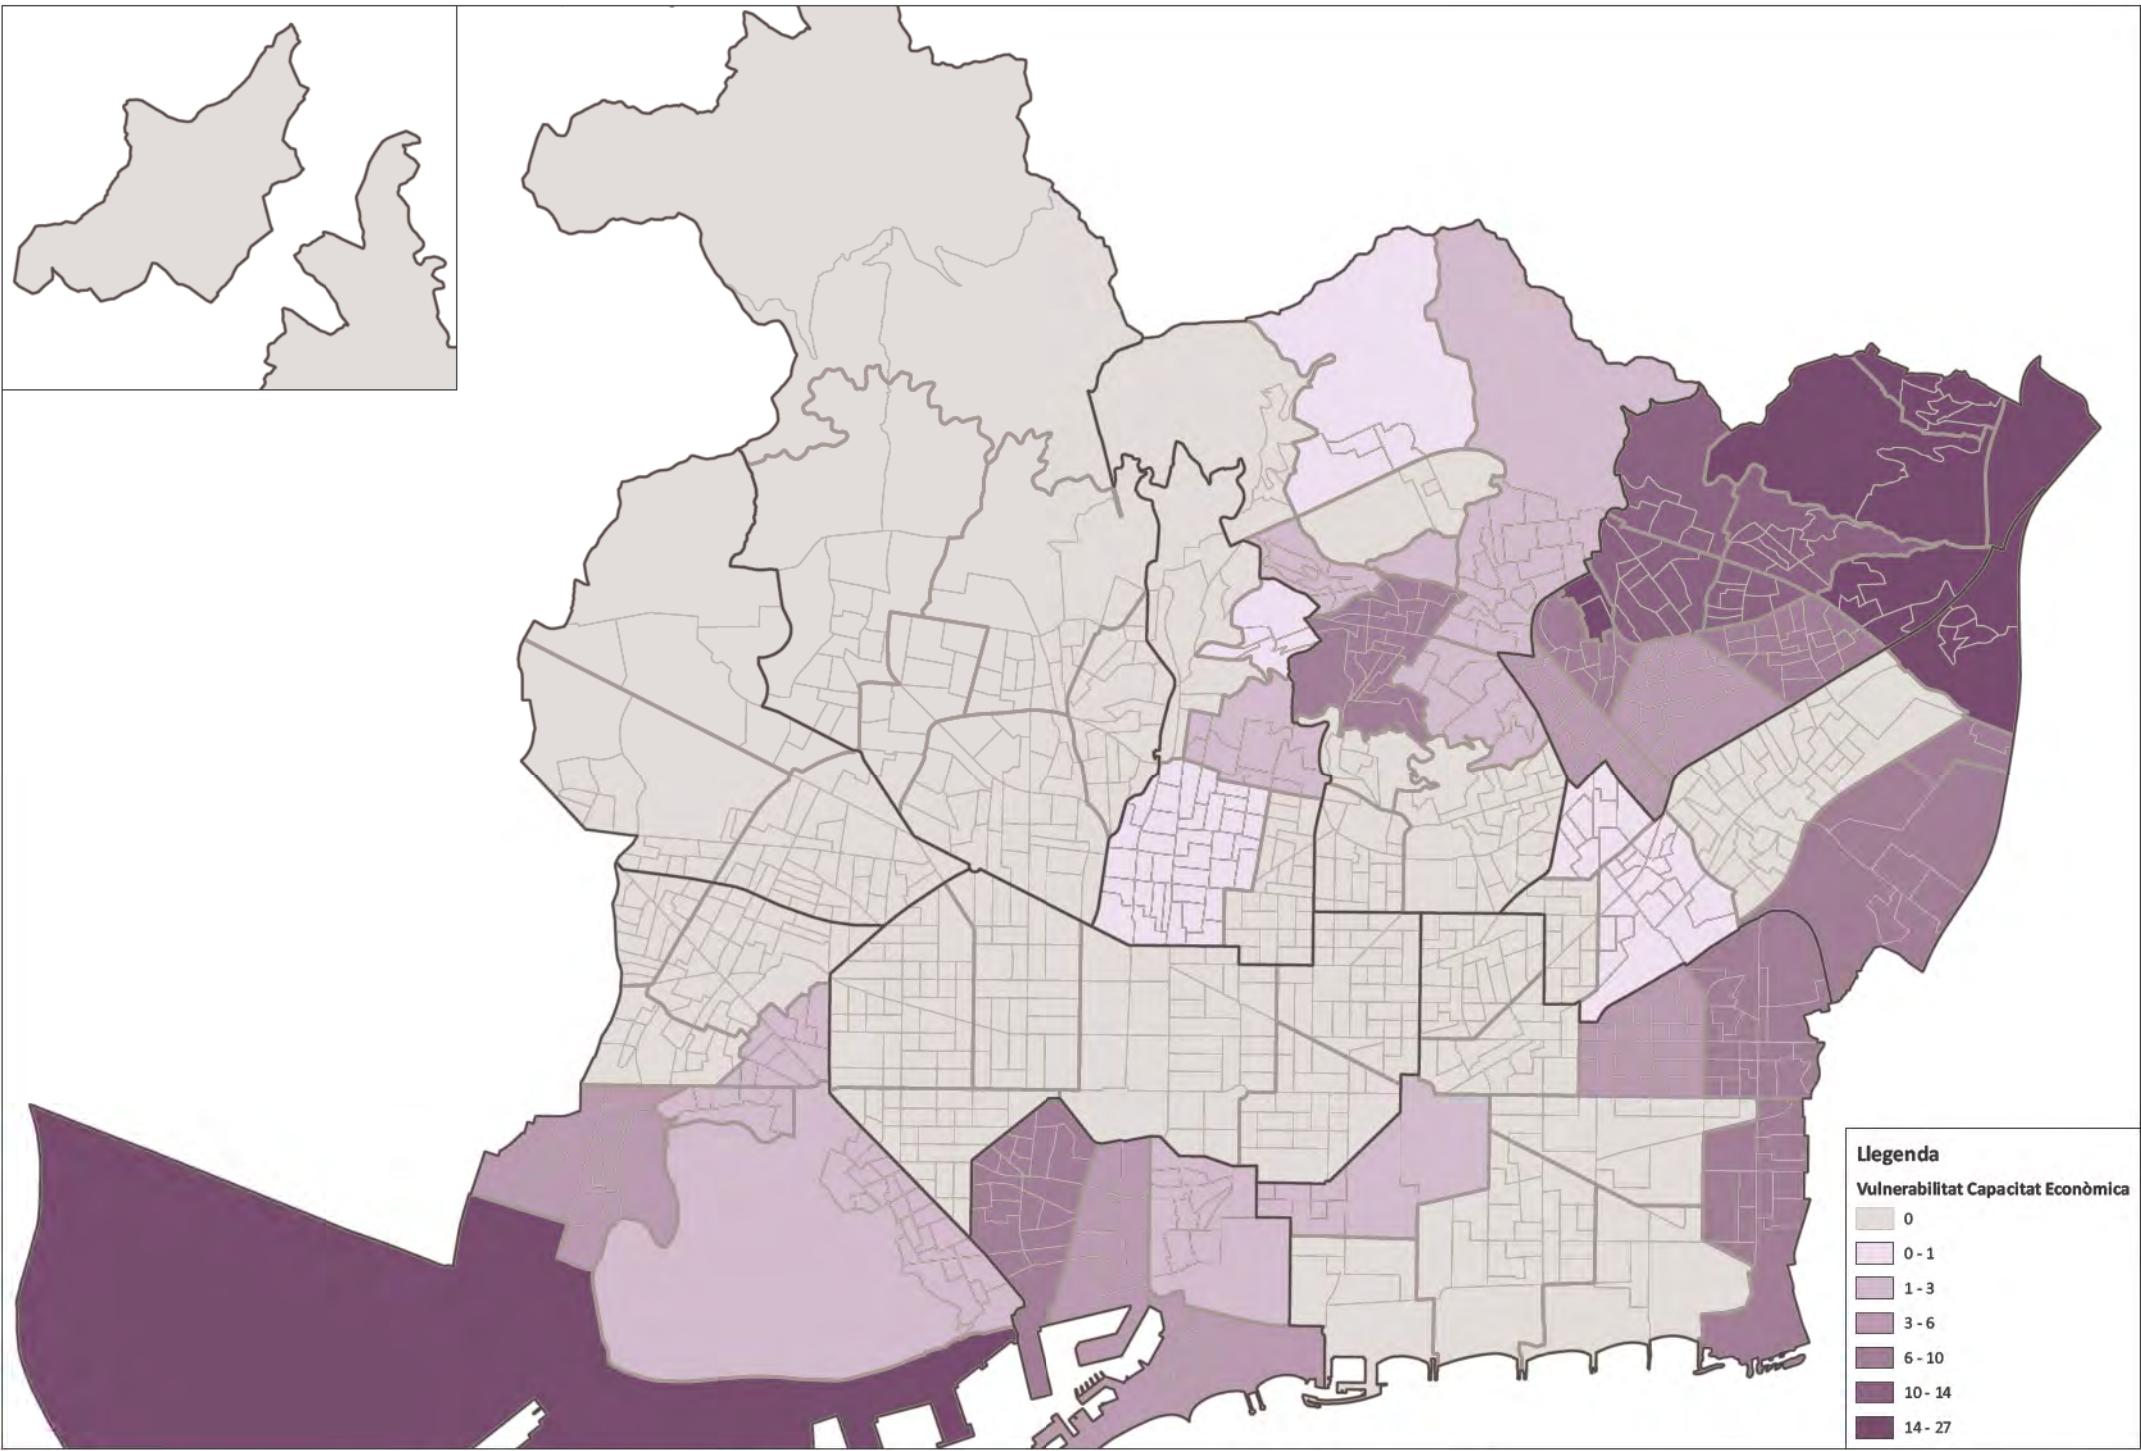 Llegenda
Vulnerabilitat Capacitat Econòmica
0
0 - 1
1 - 3
3 - 6
6 - 10
10 - 14
14 - 27